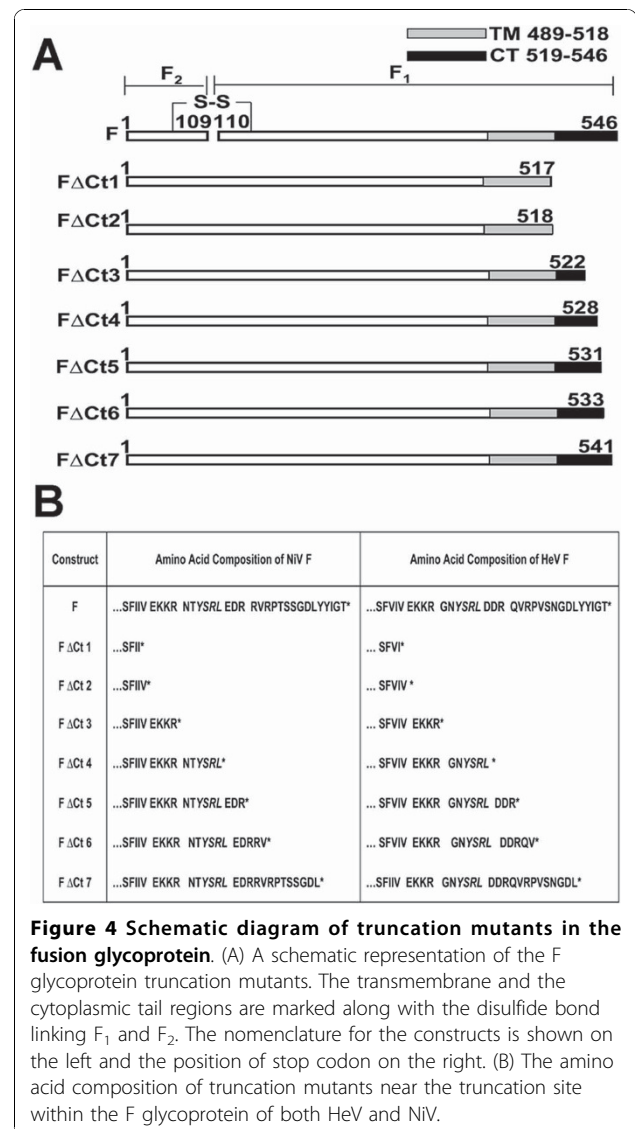 A
TM 489-518
CT 519-546
F2 F1
S-S
F 1 109 110 546
FΔCt1 1 517
FΔCt2 1 518
FΔCt3 1 522
FΔCt4 1 528
FΔCt5 1 531
FΔCt6 1 533
FΔCt7 1 541
B
Construct Amino Acid Composition of NiV F Amino Acid Composition of HeV F
F ...SFIIV EKKR NTYSRL EDR RVRPTSSGDLYYIGT* ...SFVIV EKKR GNYSRL DDR QVRPVSNGDLYYIGT*
F ΔCt 1 ...SFII* ... SFVI*
F ΔCt 2 ...SFIIV* ... SFVIV *
F ΔCt 3 ...SFIIV EKKR* ... SFVIV EKKR*
F ΔCt 4 ...SFIIV EKKR NTYSRL* ... SFVIV EKKR GNYSRL *
F ΔCt 5 ...SFIIV EKKR NTYSRL EDR* ... SFVIV EKKR GNYSRL DDR*
F ΔCt 6 ...SFIIV EKKR NTYSRL EDRRV* ... SFVIV EKKR GNYSRL DDRQV*
F ΔCt 7 ...SFIIV EKKR NTYSRL EDRRVRPTSSGDL* ...SFIIV EKKR GNYSRL DDRQVRPVSNGDL*
Figure 4 Schematic diagram of truncation mutants in the
fusion glycoprotein. (A) A schematic representation of the F
glycoprotein truncation mutants. The transmembrane and the
cytoplasmic tail regions are marked along with the disulfide bond
linking F1 and F2. The nomenclature for the constructs is shown on
the left and the position of stop codon on the right. (B) The amino
acid composition of truncation mutants near the truncation site
within the F glycoprotein of both HeV and NiV.